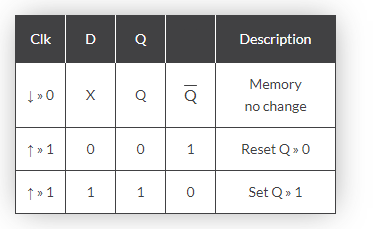 Clk D Q Description
↓ » 0 X Q Q̅ Memory no change
↑ » 1 0 0 1 Reset Q » 0
↑ » 1 1 1 0 Set Q » 1